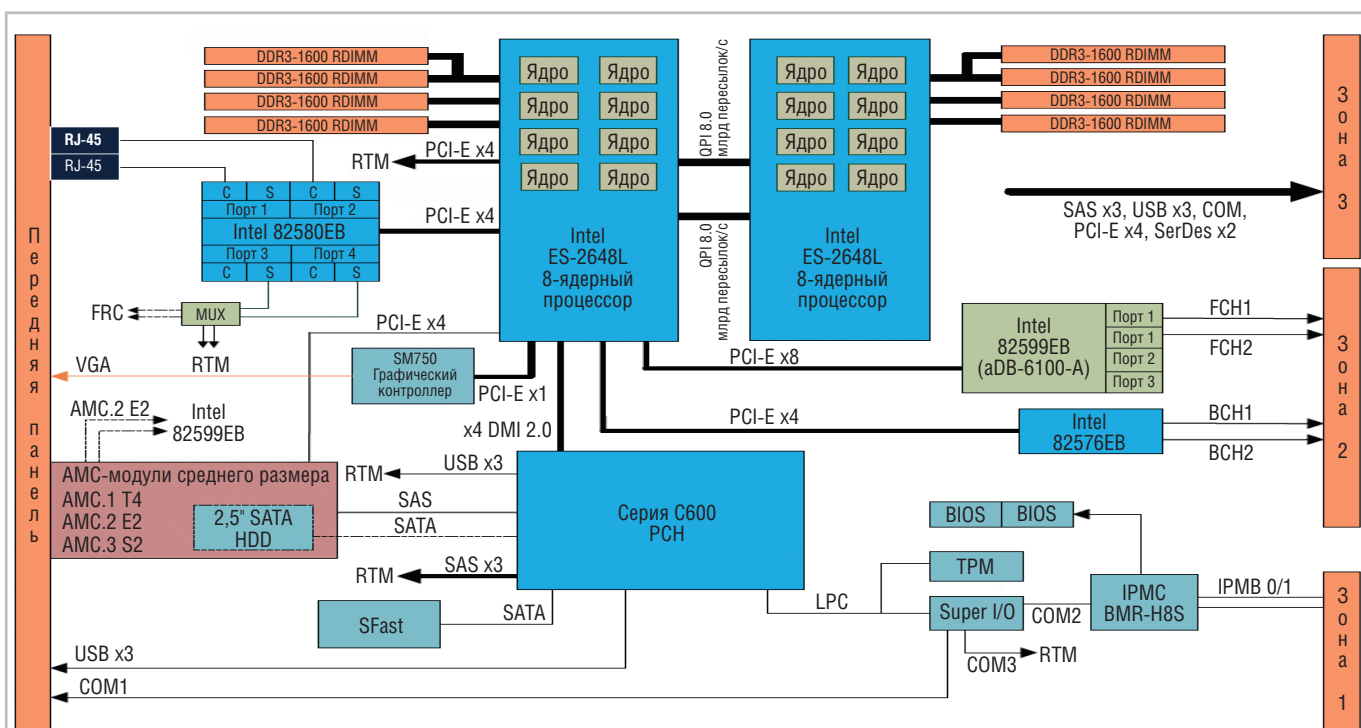 Передняя панель
DDR3-1600 RDIMM
DDR3-1600 RDIMM
DDR3-1600 RDIMM
DDR3-1600 RDIMM
RJ-45
RJ-45
RTM
PCI-E x4
C S C S
Порт 1 Порт 2
Intel 82580EB
Порт 3 Порт 4
C S C S
PCI-E x4
FRC
MUX
RTM
PCI-E x4
VGA
SM750
Графический
контроллер
PCI-E x1
Ядро Ядро
Ядро Ядро
Ядро Ядро
Ядро Ядро
Intel
ES-2648L
8-ядерный
процессор
QPI 8.0
млрд пересылок/с
QPI 8.0
млрд пересылок/с
Ядро Ядро
Ядро Ядро
Ядро Ядро
Ядро Ядро
Intel
ES-2648L
8-ядерный
процессор
DDR3-1600 RDIMM
DDR3-1600 RDIMM
DDR3-1600 RDIMM
DDR3-1600 RDIMM
SAS x3, USB x3, COM,
PCI-E x4, SerDes x2
Зона 3
PCI-E x8
Intel
82599EB
(aDB-6100-A)
Порт 1
Порт 1
Порт 2
Порт 3
FCH1
FCH2
PCI-E x4
Intel
82576EB
BCH1
BCH2
Зона 2
AMC.2 E2
Intel
82599EB
x4 DMI 2.0
AMC-модули среднего размера
AMC.1 T4
AMC.2 E2
AMC.3 S2
2,5" SATA
HDD
RTM
USB x3
SAS
SATA
RTM
SAS x3
Серия C600
PCH
SFast
SATA
LPC
BIOS BIOS
TPM
Super I/O
COM2
IPMC
BMR-H8S
IPMB 0/1
COM3
RTM
USB x3
COM1
Зона 1